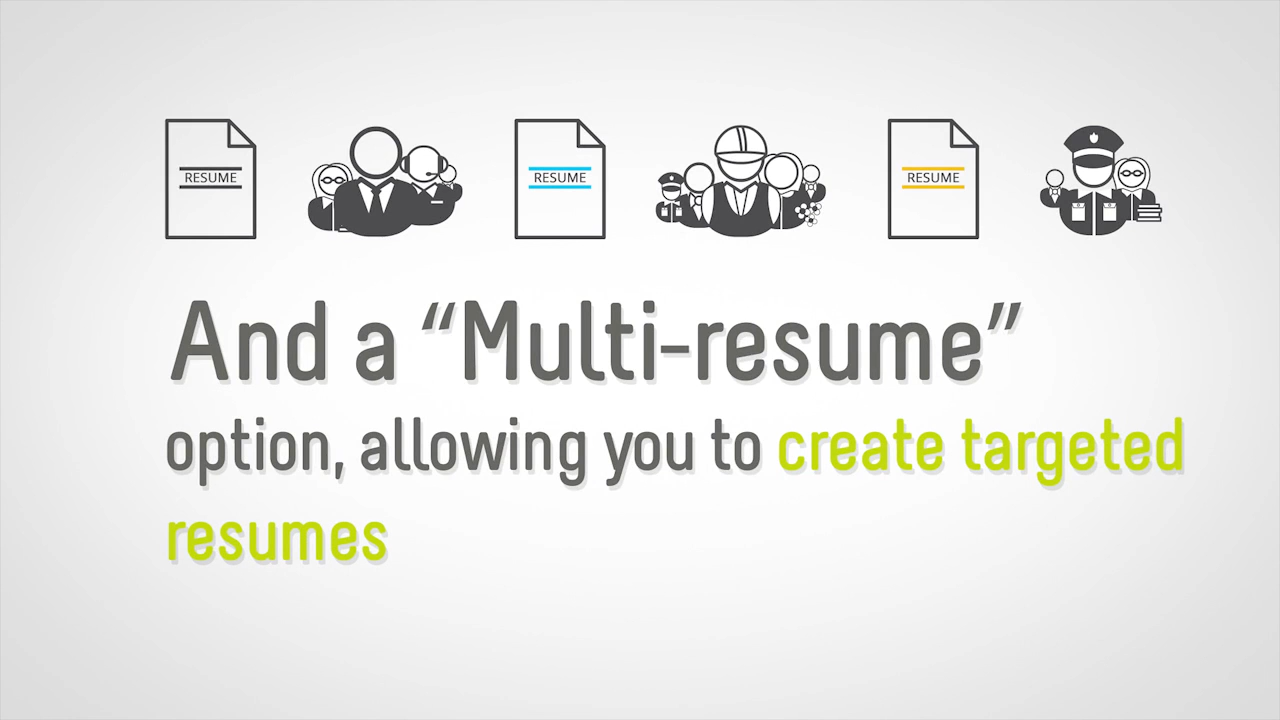 RESUME RESUME RESUME
And a “Multi-resume”
option, allowing you to create targeted
resumes